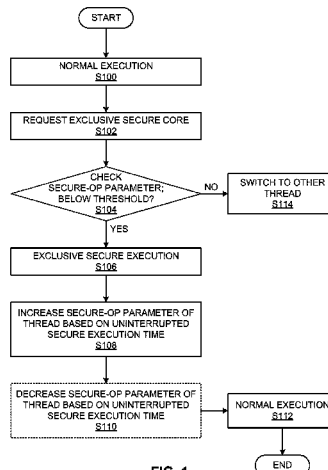 START
NORMAL EXECUTION
S100
REQUEST EXCLUSIVE SECURE CORE
S102
CHECK
SECURE-OP PARAMETER;
BELOW THRESHOLD?
S104
NO
SWITCH TO OTHER
THREAD
S114
YES
EXCLUSIVE SECURE EXECUTION
S106
INCREASE SECURE-OP PARAMETER OF
THREAD BASED ON UNINTERRUPTED
SECURE EXECUTION TIME
S108
DECREASE SECURE-OP PARAMETER OF
THREAD BASED ON UNINTERRUPTED
SECURE EXECUTION TIME
S110
NORMAL EXECUTION
S112
END